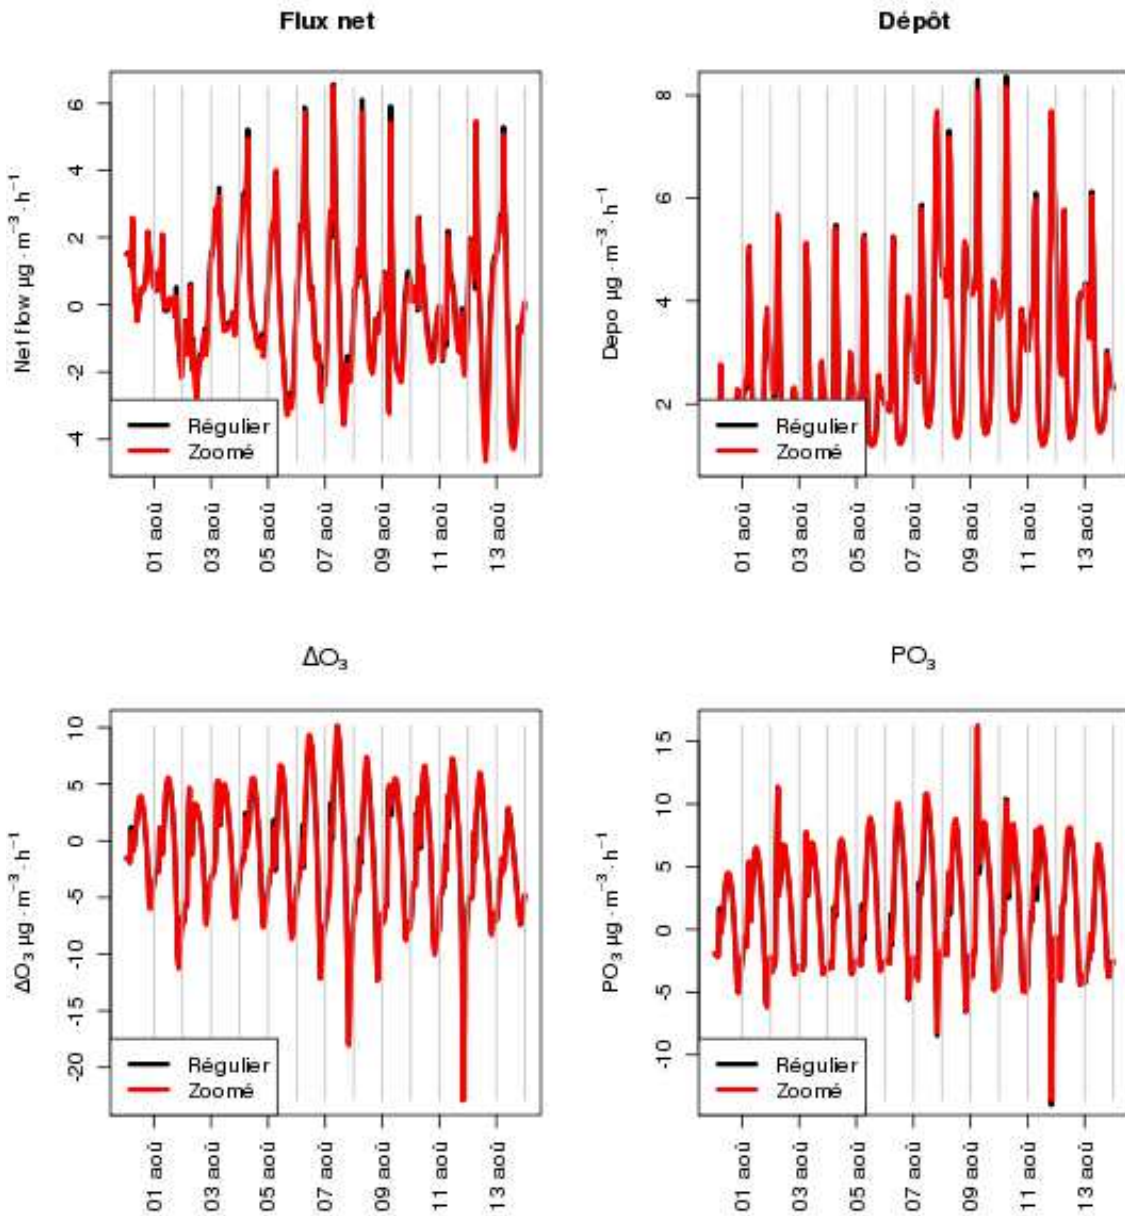 Flux net
Net flow µg · m⁻³ · h⁻¹
6
4
2
0
-2
-4
Régulier
Zoomé
01 aoû
03 aoû
05 aoû
07 aoû
09 aoû
11 aoû
13 aoû
Dépôt
Depo µg · m⁻³ · h⁻¹
8
6
4
2
Régulier
Zoomé
01 aoû
03 aoû
05 aoû
07 aoû
09 aoû
11 aoû
13 aoû
ΔO₃
ΔO₃ µg · m⁻³ · h⁻¹
10
5
0
-5
-10
-15
-20
Régulier
Zoomé
01 aoû
03 aoû
05 aoû
07 aoû
09 aoû
11 aoû
13 aoû
PO₃
PO₃ µg · m⁻³ · h⁻¹
15
10
5
0
-5
-10
Régulier
Zoomé
01 aoû
03 aoû
05 aoû
07 aoû
09 aoû
11 aoû
13 aoû